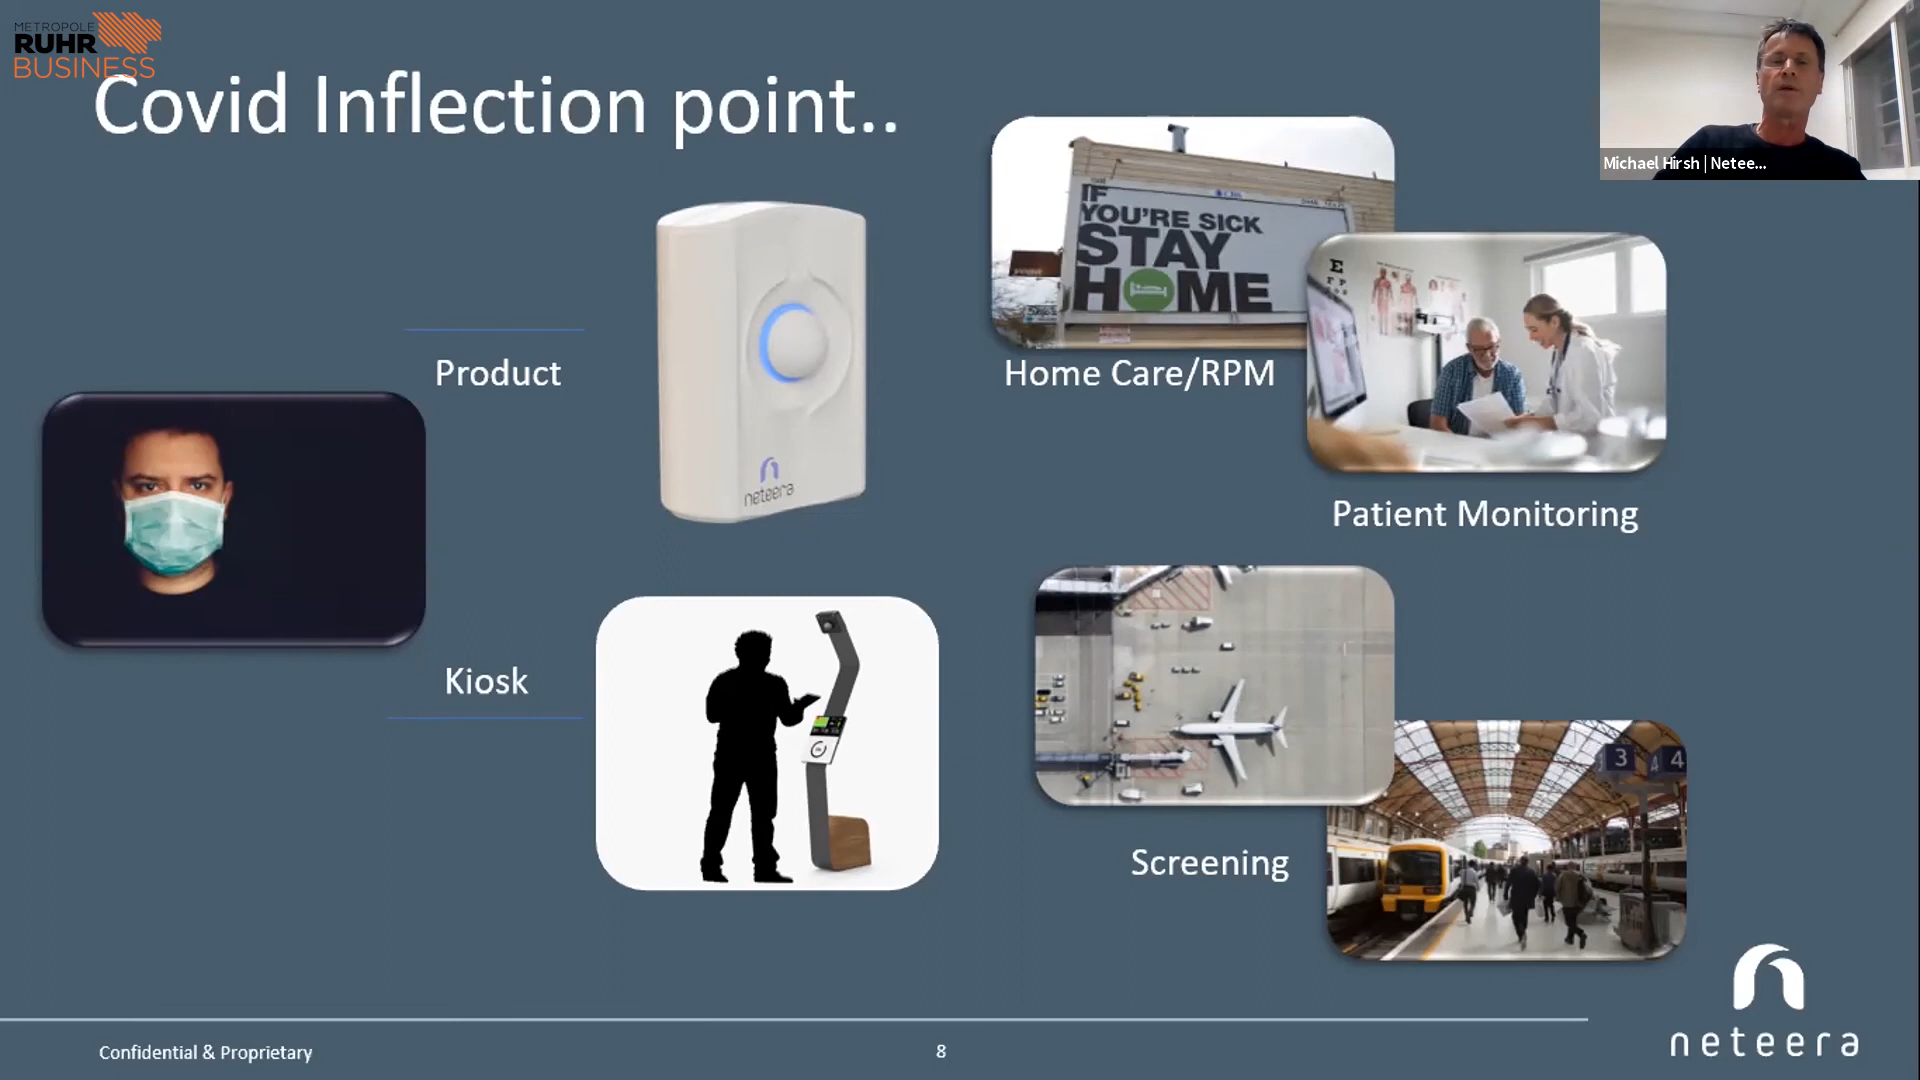 METROPOLE
RUHR
BUSINESS
Covid Inflection point..
Michael Hirsh | Netee...
IF
YOU'RE SICK
STAY
HOME
Product
neteera
Home Care/RPM
E
Patient Monitoring
Kiosk
3
4
4
Screening
neteera
Confidential & Proprietary
8